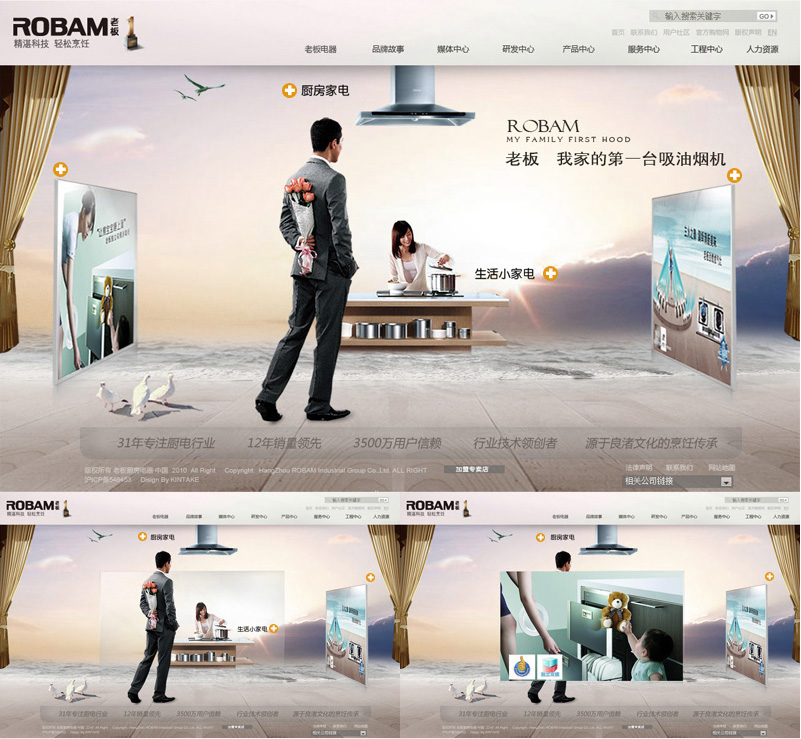 ROBAM 老板
精湛科技 轻松烹饪
输入搜索关键字 GO
首页 联系我们 用户社区 官方购物网 版权声明 EN
老板电器 品牌故事 媒体中心 研发中心 产品中心 服务中心 工程中心 人力资源
厨房家电
ROBAM
MY FAMILY FIRST HOOD
老板 我家的第一台吸油烟机
生活小家电
31年专注厨电行业 12年销量领先 3500万用户信赖 行业技术领创者 源于良渚文化的烹饪传承
版权所有 老板厨房电器·中国 2010 All Right Copyright HangZhou ROBAM Industrial Group Co.,Ltd. ALL RIGHT
加盟专卖店
Design By KINTAKE
法律声明 联系我们 网站地图
相关公司链接
ROBAM 老板
精湛科技 轻松烹饪
输入搜索关键字
老板电器 品牌故事 媒体中心 研发中心 产品中心 服务中心 工程中心 人力资源
厨房家电
生活小家电
31年专注厨电行业 12年销量领先 3500万用户信赖 行业技术领创者 源于良渚文化的烹饪传承
相关公司链接
ROBAM 老板
精湛科技 轻松烹饪
输入搜索关键字
老板电器 品牌故事 媒体中心 研发中心 产品中心 服务中心 工程中心 人力资源
厨房家电
31年专注厨电行业 12年销量领先 3500万用户信赖 行业技术领创者 源于良渚文化的烹饪传承
相关公司链接